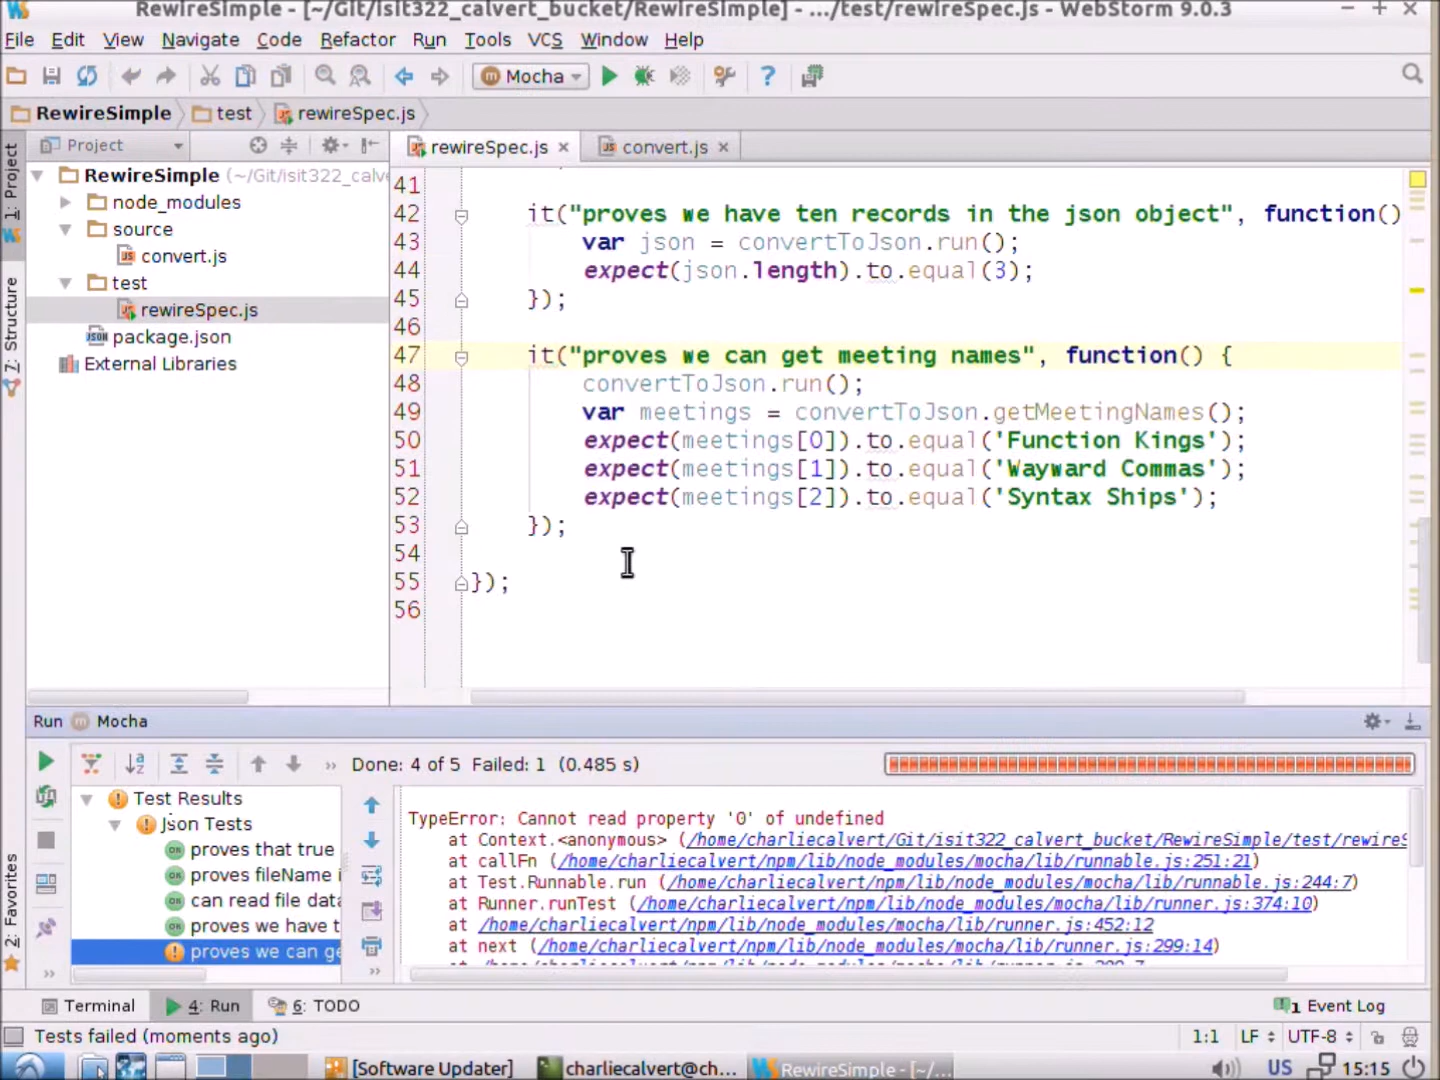 RewireSimple - [~/Git/isit322_calvert_bucket/RewireSimple] - .../test/rewireSpec.js - WebStorm 9.0.3
File Edit View Navigate Code Refactor Run Tools VCS Window Help
Mocha
RewireSimple test rewireSpec.js
1: Project
7: Structure
2: Favorites
Project
RewireSimple (~/Git/isit322_calve
node_modules
source
convert.js
test
rewireSpec.js
package.json
External Libraries
rewireSpec.js convert.js
41
42 it("proves we have ten records in the json object", function()
43 var json = convertToJson.run();
44 expect(json.length).to.equal(3);
45 });
46
47 it("proves we can get meeting names", function() {
48 convertToJson.run();
49 var meetings = convertToJson.getMeetingNames();
50 expect(meetings[0]).to.equal('Function Kings');
51 expect(meetings[1]).to.equal('Wayward Commas');
52 expect(meetings[2]).to.equal('Syntax Ships');
53 });
54
55 });
56
Run Mocha
Done: 4 of 5 Failed: 1 (0.485 s)
Test Results
Json Tests
proves that true
proves fileName i
can read file data
proves we have t
proves we can ge
TypeError: Cannot read property '0' of undefined
at Context.<anonymous> (/home/charliecalvert/Git/isit322_calvert_bucket/RewireSimple/test/rewireS
at callFn (/home/charliecalvert/npm/lib/node_modules/mocha/lib/runnable.js:251:21)
at Test.Runnable.run (/home/charliecalvert/npm/lib/node_modules/mocha/lib/runnable.js:244:7)
at Runner.runTest (/home/charliecalvert/npm/lib/node_modules/mocha/lib/runner.js:374:10)
at /home/charliecalvert/npm/lib/node_modules/mocha/lib/runner.js:452:12
at next (/home/charliecalvert/npm/lib/node_modules/mocha/lib/runner.js:299:14)
Terminal 4: Run 6: TODO 1 Event Log
Tests failed (moments ago) 1:1 LF UTF-8
[Software Updater] charliecalvert@ch... RewireSimple - [~/... US 15:15